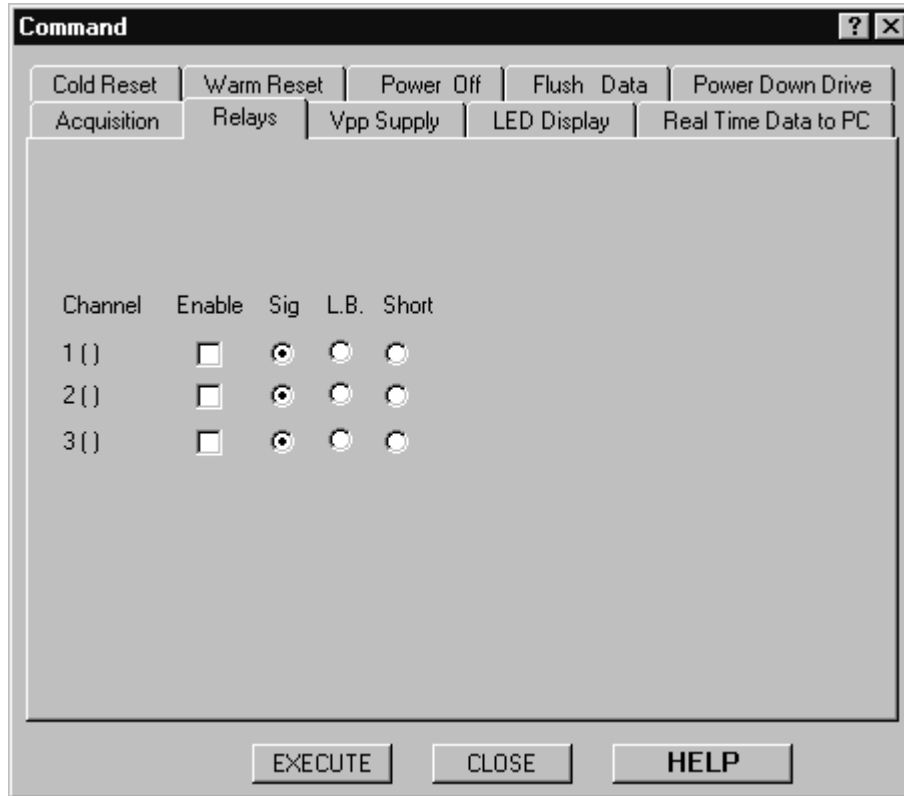 Command
Cold Reset Warm Reset Power Off Flush Data Power Down Drive
Acquisition Relays Vpp Supply LED Display Real Time Data to PC
Channel Enable Sig L.B. Short
1 ( )
2 ( )
3 ( )
EXECUTE CLOSE HELP